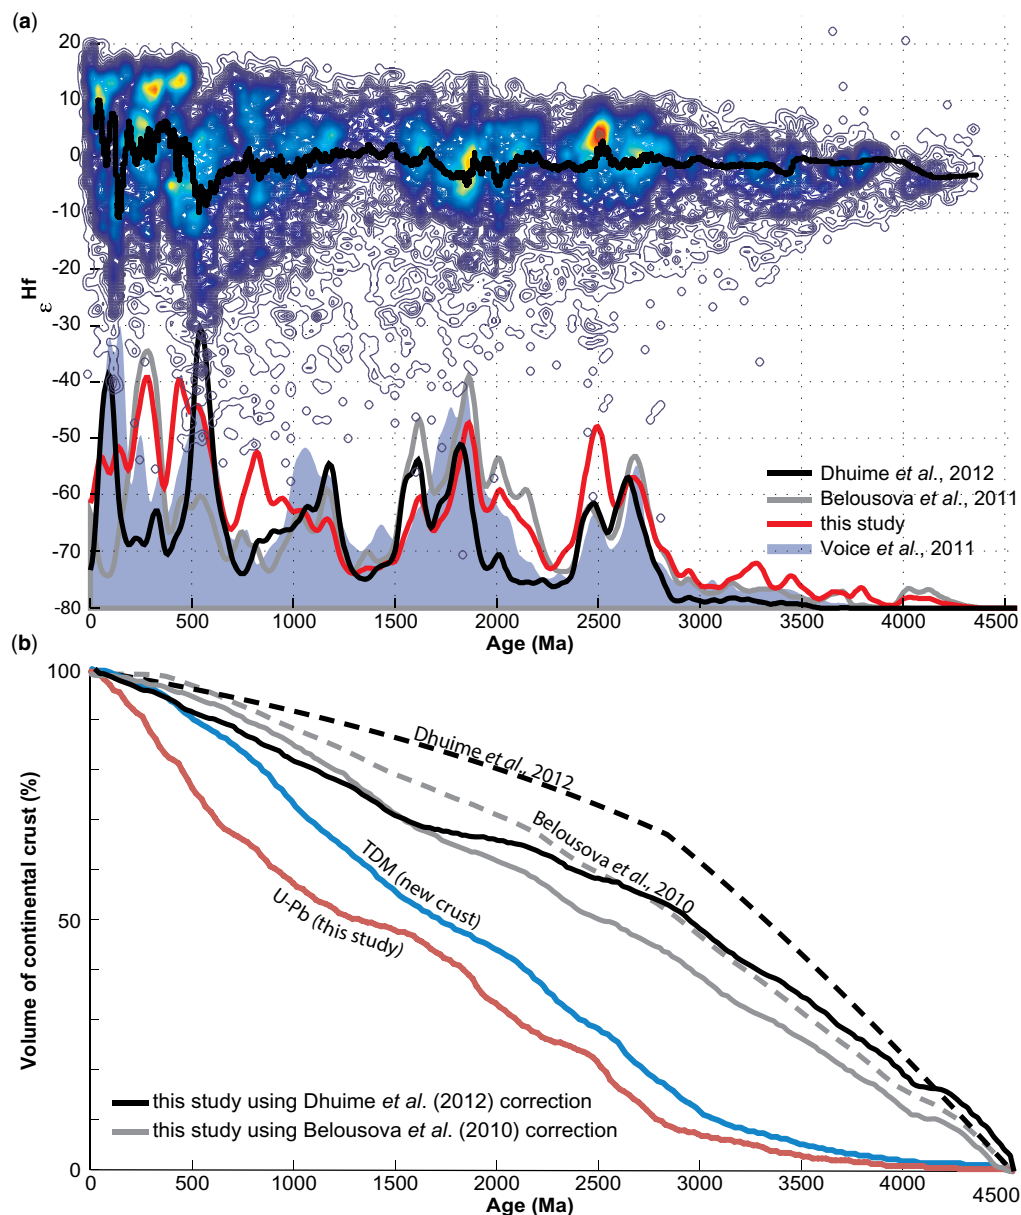 (a)
20
10
0
-10
-20
-30
-40
-50
-60
-70
-80
ε Hf
Dhuime et al., 2012
Belousova et al., 2011
this study
Voice et al., 2011
0 500 1000 1500 2000 2500 3000 3500 4000 4500
Age (Ma)
(b)
100
50
0
Volume of continental crust (%)
Dhuime et al., 2012
Belousova et al., 2010
TDM (new crust)
U-Pb (this study)
this study using Dhuime et al. (2012) correction
this study using Belousova et al. (2010) correction
0 500 1000 1500 2000 2500 3000 3500 4000 4500
Age (Ma)